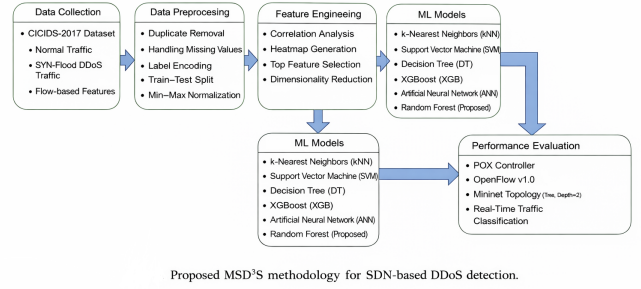 Data Collection
• CICIDS-2017 Dataset
• Normal Traffic
• SYN-Flood DDoS
Traffic
• Flow-based Features
Data Preprocesing
• Duplicate Removal
• Handling Missing Values
• Label Encoding
• Train–Test Split
• Min–Max Normalization
Feature Engineeing
• Correlation Analysis
• Heatmap Generation
• Top Feature Selection
• Dimensionality Reduction
ML Models
• k-Nearest Neighbors (kNN)
• Support Vector Machine (SVM)
• Decision Tree (DT)
• XGBoost (XGB)
• Artificial Neural Network (ANN)
• Random Forest (Proposed)
ML Models
• k-Nearest Neighbors (kNN)
• Support Vector Machine (SVM)
• Decision Tree (DT)
• XGBoost (XGB)
• Artificial Neural Network (ANN)
• Random Forest (Proposed)
Performance Evaluation
• POX Controller
• OpenFlow v1.0
• Mininet Topology (Tree, Depth=2)
• Real-Time Traffic
Classification
Proposed MSD³S methodology for SDN-based DDoS detection.